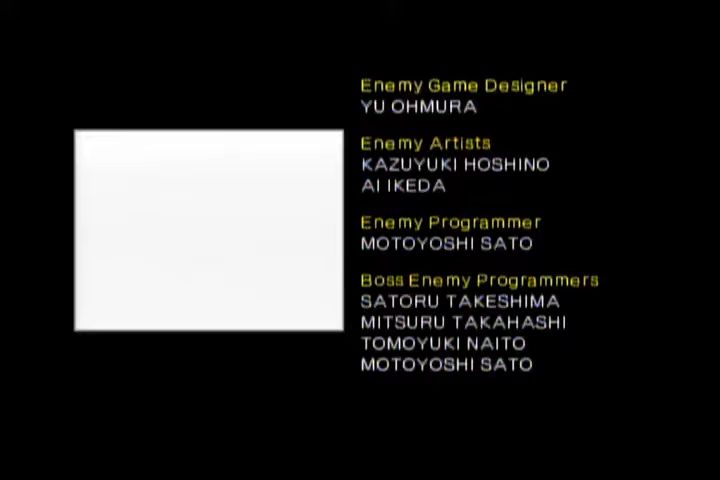 Enemy Game Designer
YU OHMURA
Enemy Artists
KAZUYUKI HOSHINO
AI IKEDA
Enemy Programmer
MOTOYOSHI SATO
Boss Enemy Programmers
SATORU TAKESHIMA
MITSURU TAKAHASHI
TOMOYUKI NAITO
MOTOYOSHI SATO